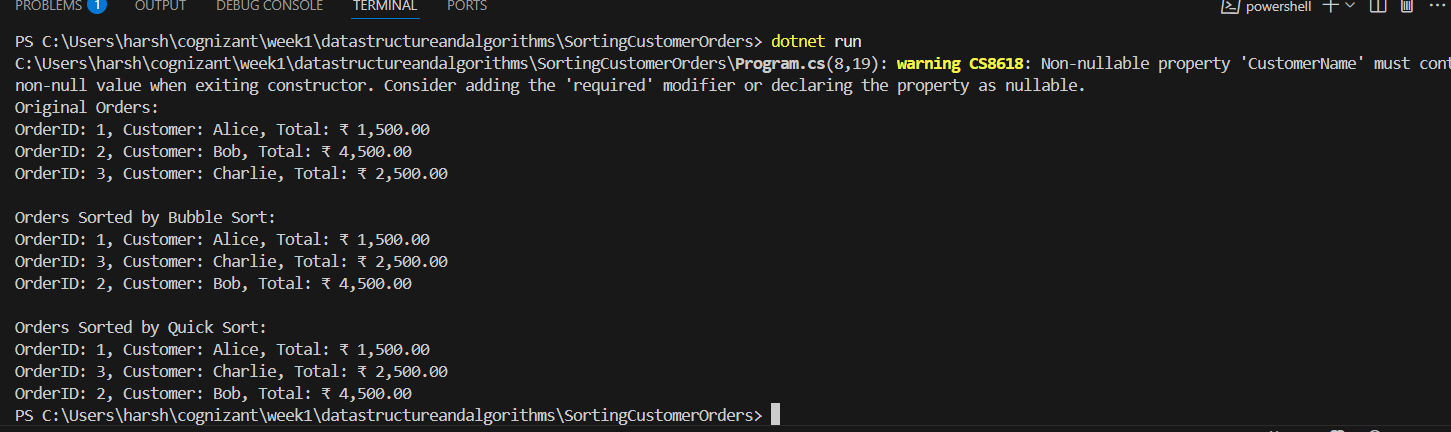 PROBLEMS 1 OUTPUT DEBUG CONSOLE TERMINAL PORTS powershell
PS C:\Users\harsh\cognizant\week1\datastructureandalgorithms\SortingCustomerOrders> dotnet run
C:\Users\harsh\cognizant\week1\datastructureandalgorithms\SortingCustomerOrders\Program.cs(8,19): warning CS8618: Non-nullable property 'CustomerName' must cont
non-null value when exiting constructor. Consider adding the 'required' modifier or declaring the property as nullable.
Original Orders:
OrderID: 1, Customer: Alice, Total: ₹ 1,500.00
OrderID: 2, Customer: Bob, Total: ₹ 4,500.00
OrderID: 3, Customer: Charlie, Total: ₹ 2,500.00
Orders Sorted by Bubble Sort:
OrderID: 1, Customer: Alice, Total: ₹ 1,500.00
OrderID: 3, Customer: Charlie, Total: ₹ 2,500.00
OrderID: 2, Customer: Bob, Total: ₹ 4,500.00
Orders Sorted by Quick Sort:
OrderID: 1, Customer: Alice, Total: ₹ 1,500.00
OrderID: 3, Customer: Charlie, Total: ₹ 2,500.00
OrderID: 2, Customer: Bob, Total: ₹ 4,500.00
PS C:\Users\harsh\cognizant\week1\datastructureandalgorithms\SortingCustomerOrders>